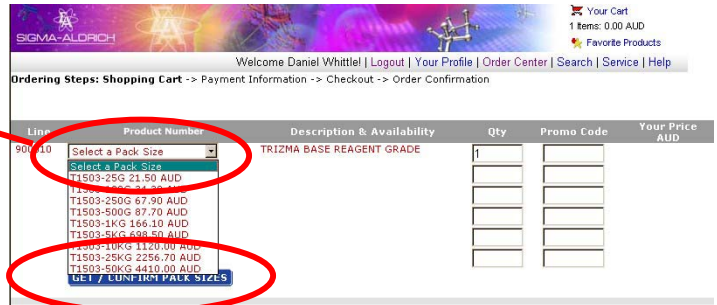 SIGMA-ALDRICH
Your Cart
1 Items: 0.00 AUD
Favorite Products
Welcome Daniel Whittle! | Logout | Your Profile | Order Center | Search | Service | Help
Ordering Steps: Shopping Cart -> Payment Information -> Checkout -> Order Confirmation
Line Product Number Description & Availability Qty Promo Code Your Price AUD
Select a Pack Size TRIZMA BASE REAGENT GRADE 1
Select a Pack Size
T1503-25G 21.50 AUD
T1503-250G 67.90 AUD
T1503-500G 87.70 AUD
T1503-1KG 166.10 AUD
T1503-5KG 698.50 AUD
T1503-10KG 1120.00 AUD
T1503-25KG 2256.70 AUD
T1503-50KG 4410.00 AUD
GET / CONFIRM PACK SIZES